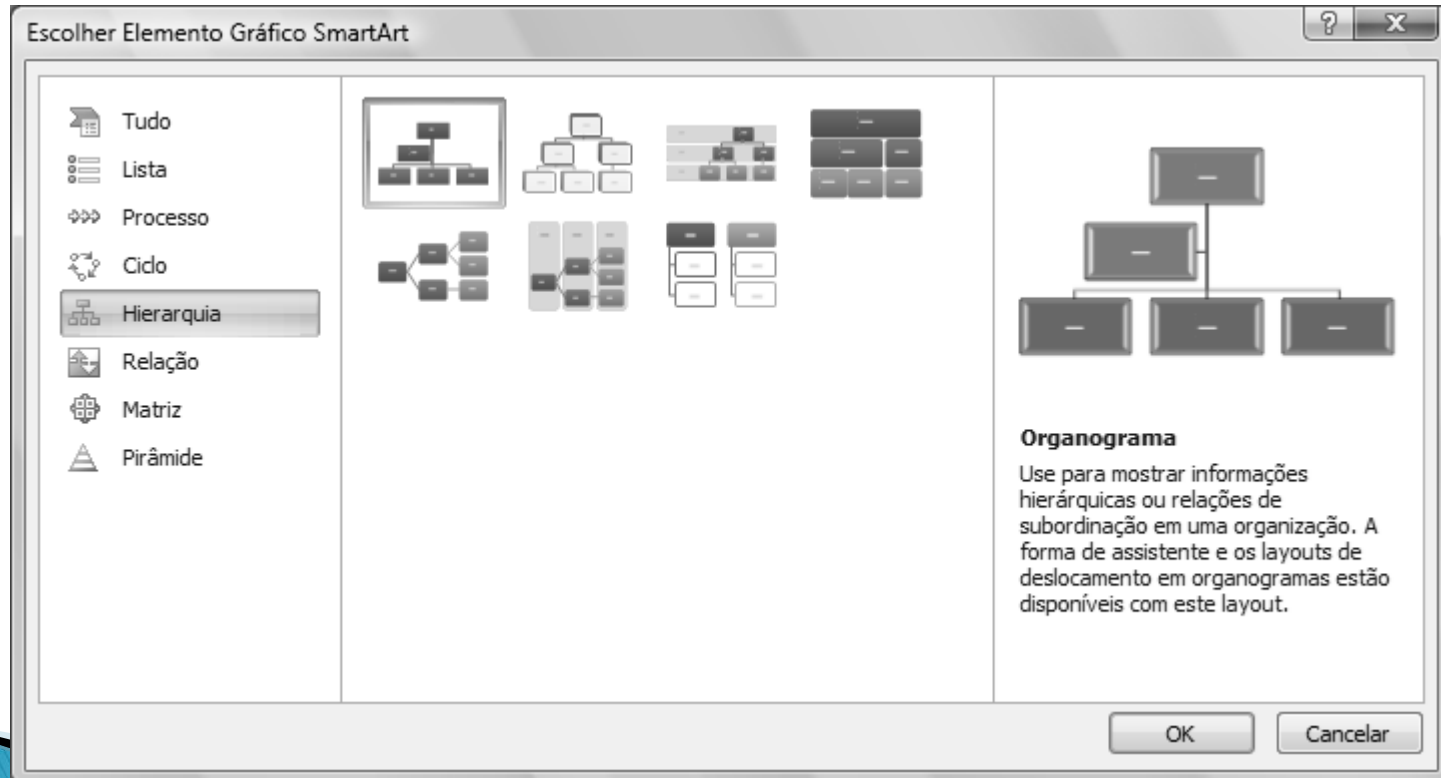 Escolher Elemento Gráfico SmartArt
?
Tudo
Lista
Processo
Ciclo
Hierarquia
Relação
Matriz
Pirâmide
Organograma
Use para mostrar informações
hierárquicas ou relações de
subordinação em uma organização. A
forma de assistente e os layouts de
deslocamento em organogramas estão
disponíveis com este layout.
OK
Cancelar